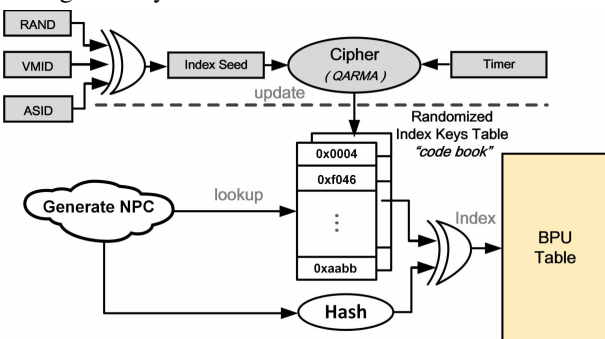 RAND
VMID
ASID
Index Seed
Cipher
( QARMA )
Timer
update
Randomized
Index Keys Table
"code book"
0x0004
0xf046
0xaabb
Generate NPC
lookup
Index
BPU
Table
Hash